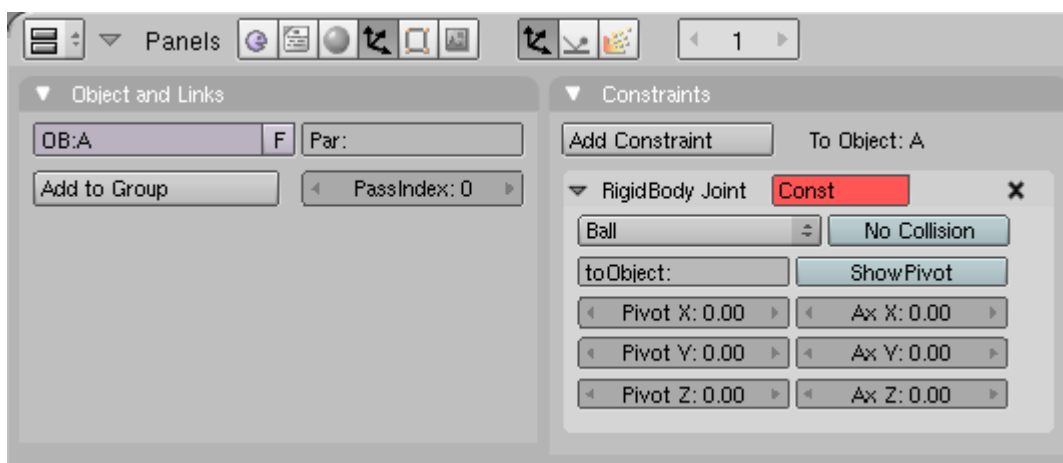 Panels 1
Object and Links
OB:A F Par:
Add to Group PassIndex: 0
Constraints
Add Constraint To Object: A
RigidBody Joint Const
Ball No Collision
toObject: ShowPivot
Pivot X: 0.00 Ax X: 0.00
Pivot Y: 0.00 Ax Y: 0.00
Pivot Z: 0.00 Ax Z: 0.00